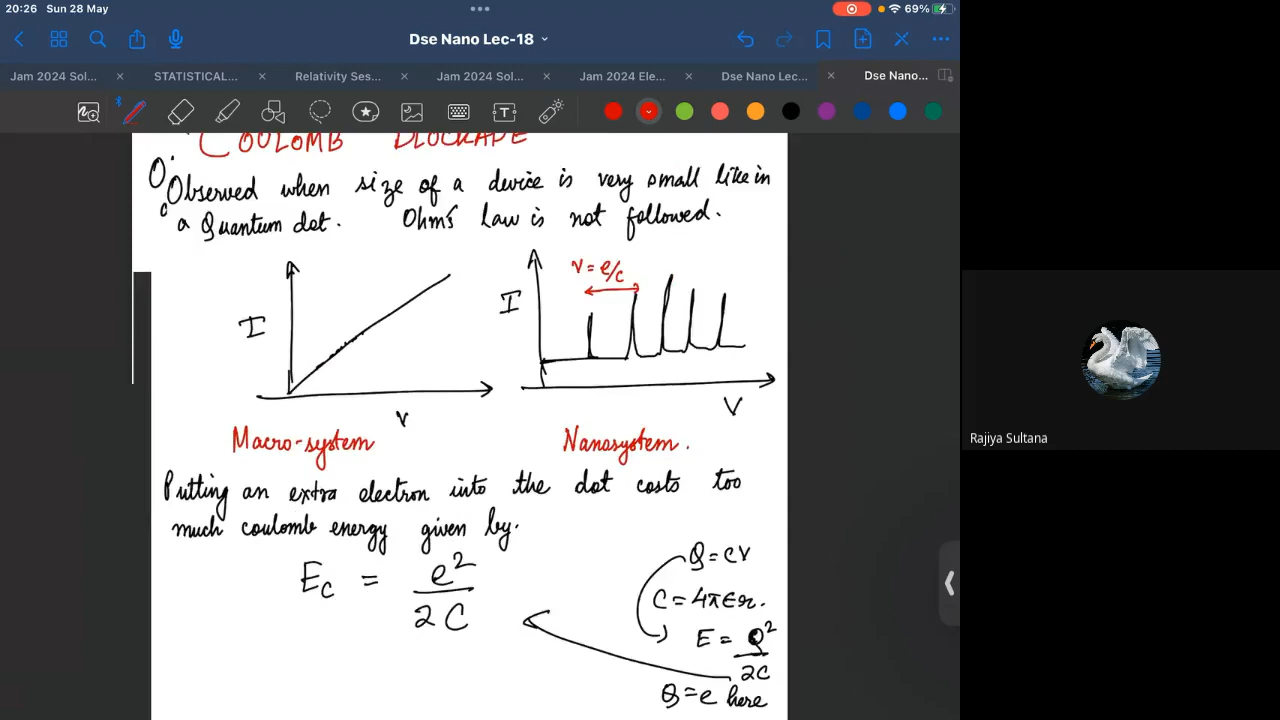 20:26 Sun 28 May
69%
Dse Nano Lec-18
Jam 2024 Sol... STATISTICAL... Relativity Ses... Jam 2024 Sol... Jam 2024 Ele... Dse Nano Lec... Dse Nano...
COULOMB BLOCKADE
Observed when size of a device is very small like in
a Quantum dot. Ohm's Law is not followed.
V = e/c
I
I
V
V
Macro-system
Nanosystem.
Putting an extra electron into the dot costs too
much coulomb energy given by.
Ec = e²/2C
Q = CV
C = 4πεr.
E = Q²/2C
Q = e here
Rajiya Sultana